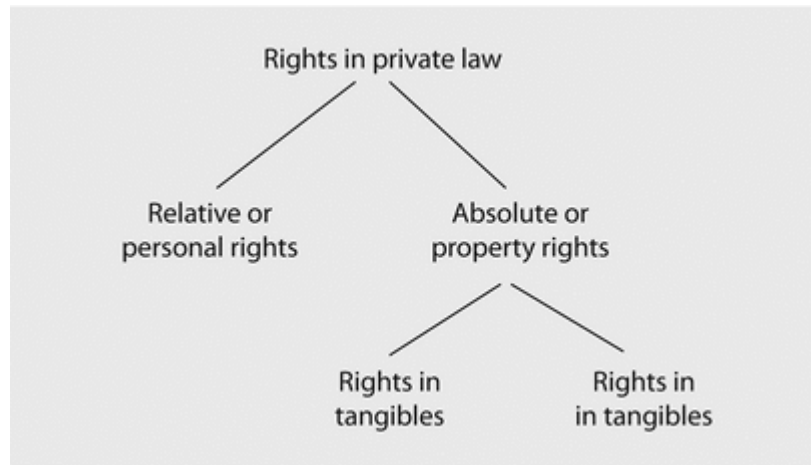 Rights in private law
Relative or
personal rights
Absolute or
property rights
Rights in
tangibles
Rights in
in tangibles